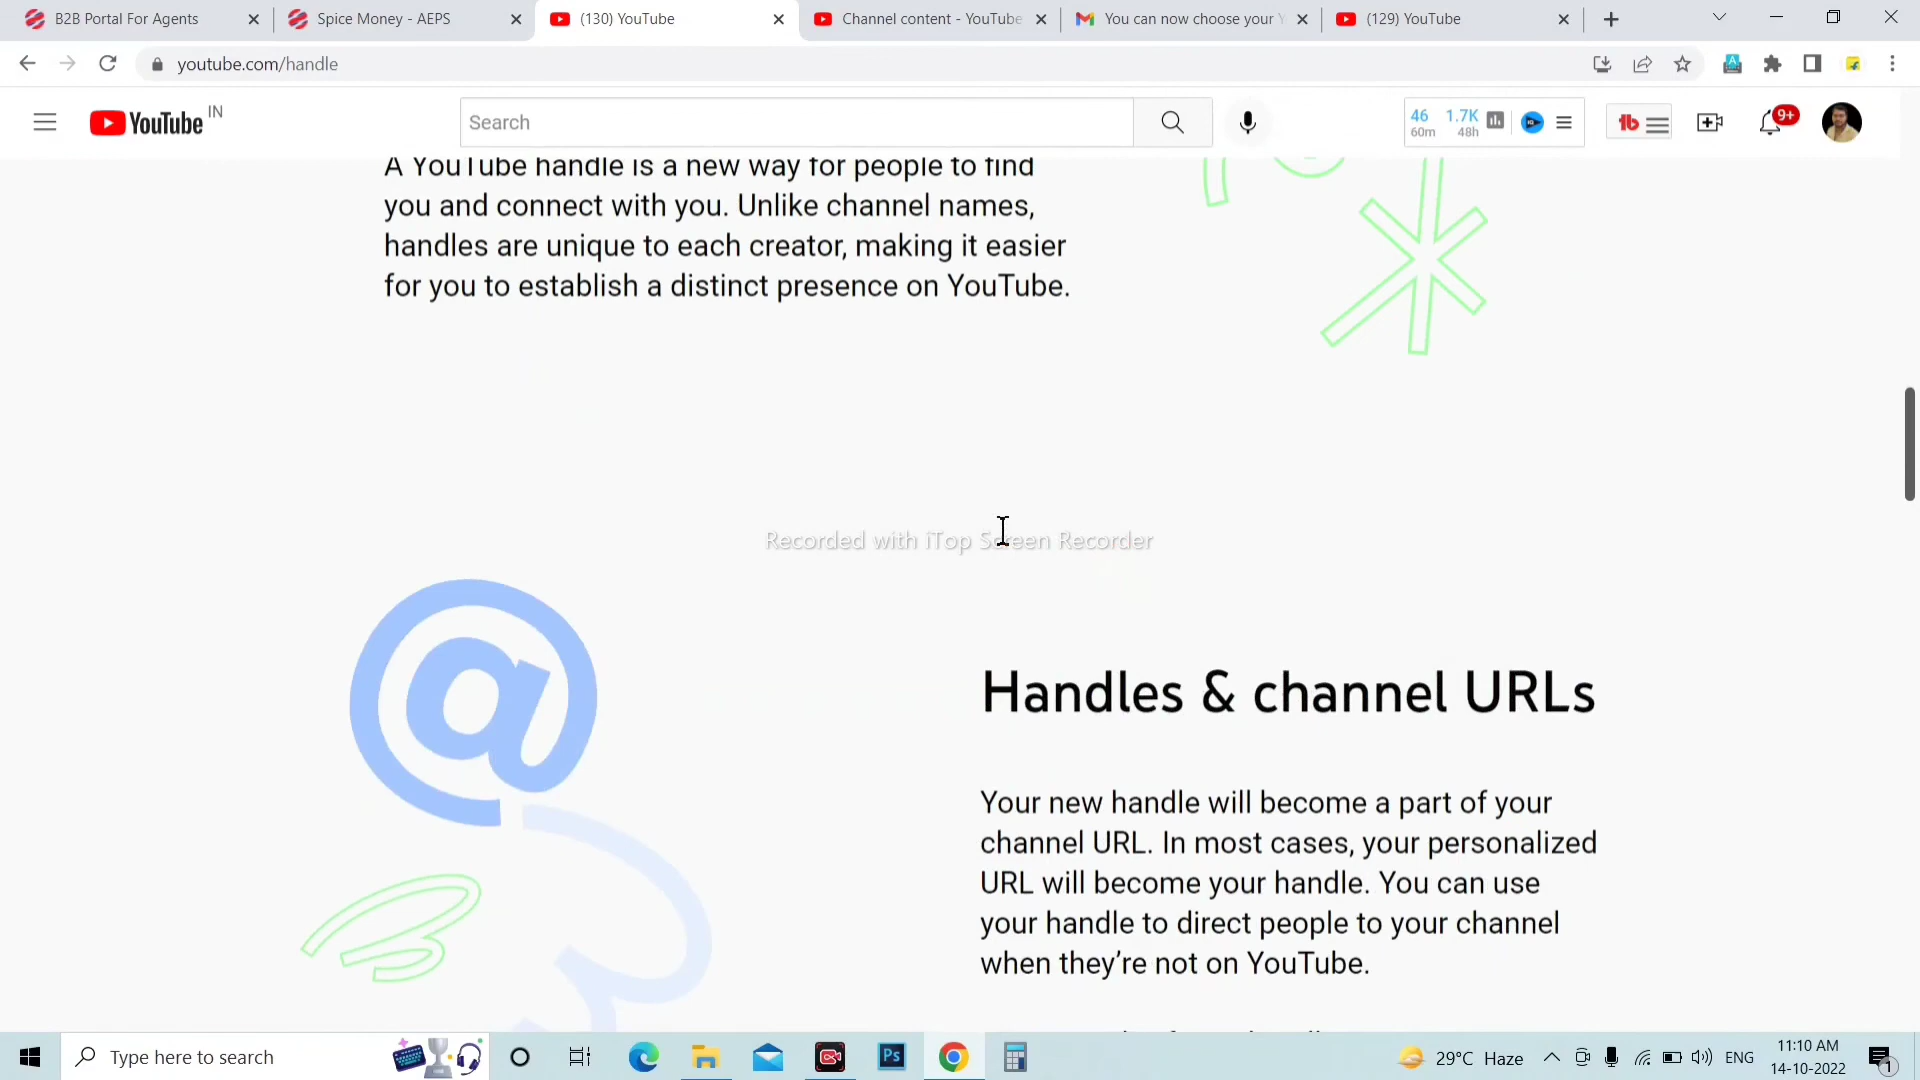 B2B Portal For Agents
Spice Money - AEPS
(130) YouTube
Channel content - YouTube
You can now choose your Y
(129) YouTube
youtube.com/handle
YouTube IN
Search
46 1.7K
60m 48h
9+
A YouTube handle is a new way for people to find
you and connect with you. Unlike channel names,
handles are unique to each creator, making it easier
for you to establish a distinct presence on YouTube.
Recorded with iTop Screen Recorder
@
Handles & channel URLs
Your new handle will become a part of your
channel URL. In most cases, your personalized
URL will become your handle. You can use
your handle to direct people to your channel
when they’re not on YouTube.
Type here to search
Ps
29°C Haze
ENG
11:10 AM
14-10-2022
1